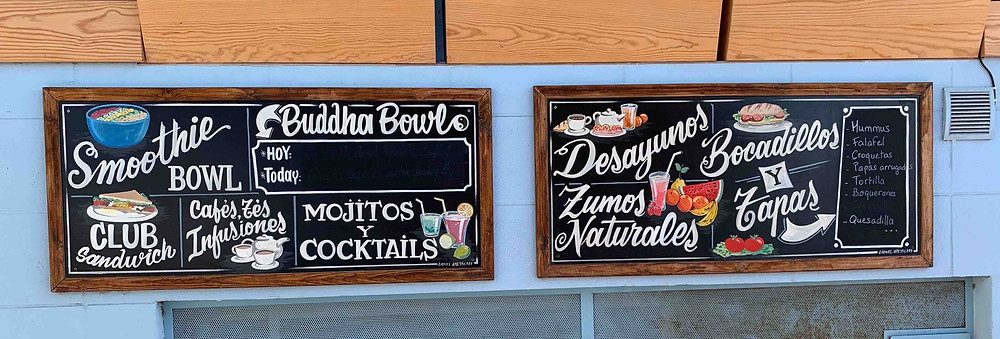 Smoothie
BOWL
Buddha Bowl
*HOY:
*Today:
CLUB
Sandwich
Cafés, Tés
Infusiones
MOJITOS
Y
COCKTAILS
Desayunos
Zumos
Naturales
Bocadillos
Y
Tapas
- Hummus
- Falafel
- Croquetas
- Papas arrugadas
- Tortilla
- Boquerones
- Quesadilla
...